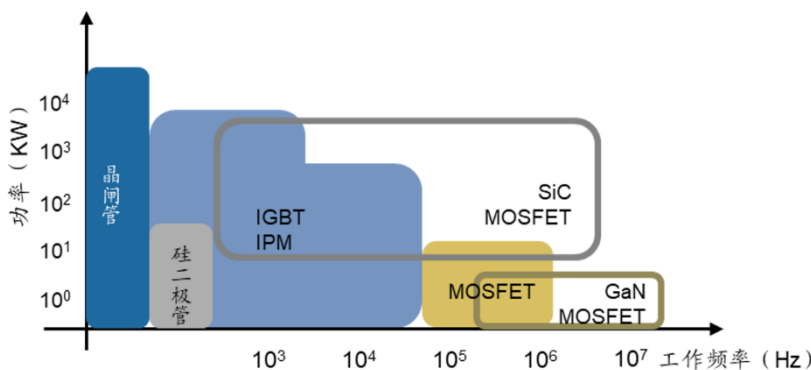 功率（KW）
10⁴
10³
10²
10¹
10⁰
晶闸管
硅二极管
IGBT
IPM
SiC
MOSFET
MOSFET
GaN
MOSFET
10³
10⁴
10⁵
10⁶
10⁷
工作频率（Hz）